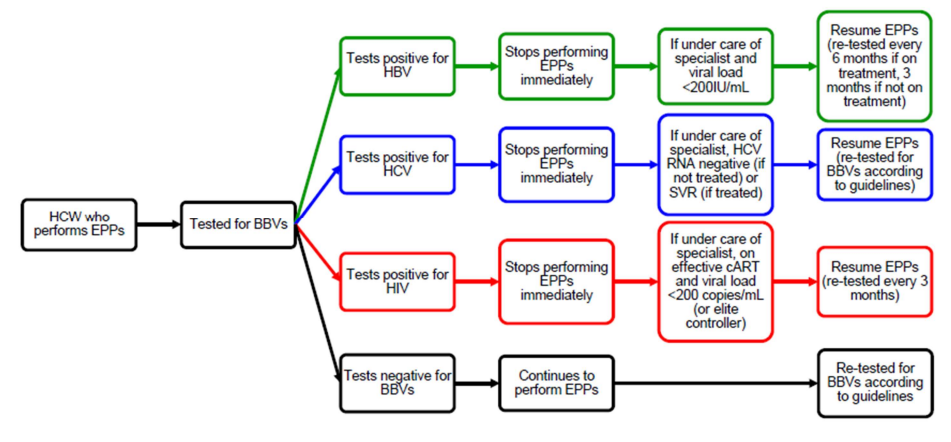 HCW who
performs EPPs
Tested for BBVs
Tests positive for
HBV
Stops performing
EPPs
immediately
If under care of
specialist and
viral load
<200IU/mL
Resume EPPs
(re-tested every
6 months if on
treatment, 3
months if not on
treatment)
Tests positive for
HCV
Stops performing
EPPs
immediately
If under care of
specialist, HCV
RNA negative (if
not treated) or
SVR (if treated)
Resume EPPs
(re-tested for
BBVs according
to guidelines)
Tests positive for
HIV
Stops performing
EPPs
immediately
If under care of
specialist, on
effective cART
and viral load
<200 copies/mL
(or elite
controller)
Resume EPPs
(re-tested every 3
months)
Tests negative for
BBVs
Continues to
perform EPPs
Re-tested for
BBVs according
to guidelines